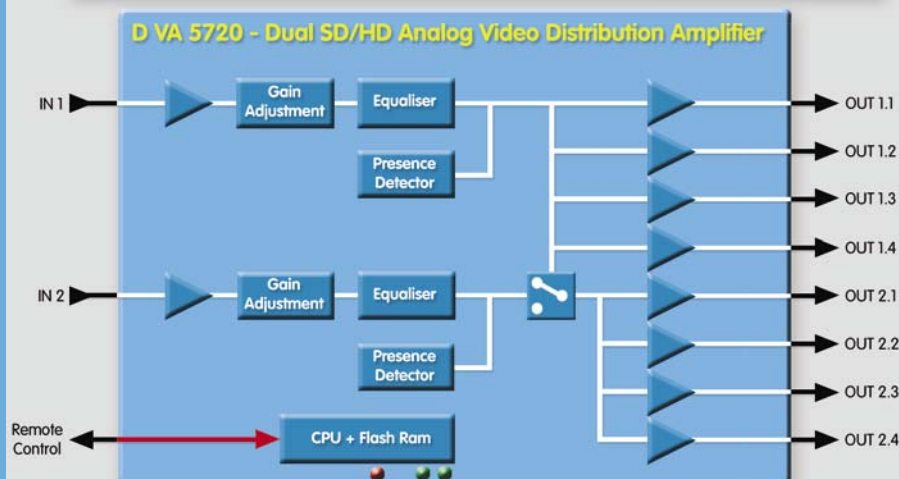 D VA 5720 - Dual SD/HD Analog Video Distribution Amplifier
IN 1
Gain
Adjustment
Equaliser
OUT 1.1
Presence
Detector
OUT 1.2
OUT 1.3
OUT 1.4
IN 2
Gain
Adjustment
Equaliser
OUT 2.1
Presence
Detector
OUT 2.2
OUT 2.3
Remote
Control
CPU + Flash Ram
OUT 2.4